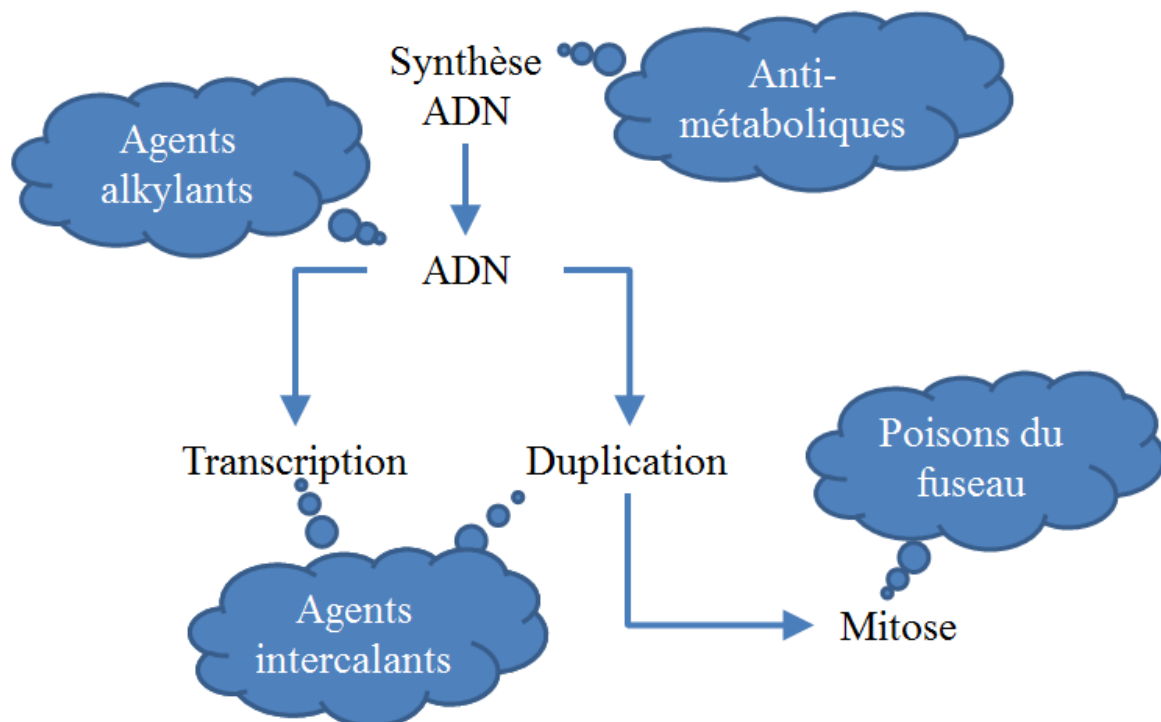 Synthèse
ADN
Anti-
métaboliques
Agents
alkylants
ADN
Transcription
Duplication
Poisons du
fuseau
Agents
intercalants
Mitose